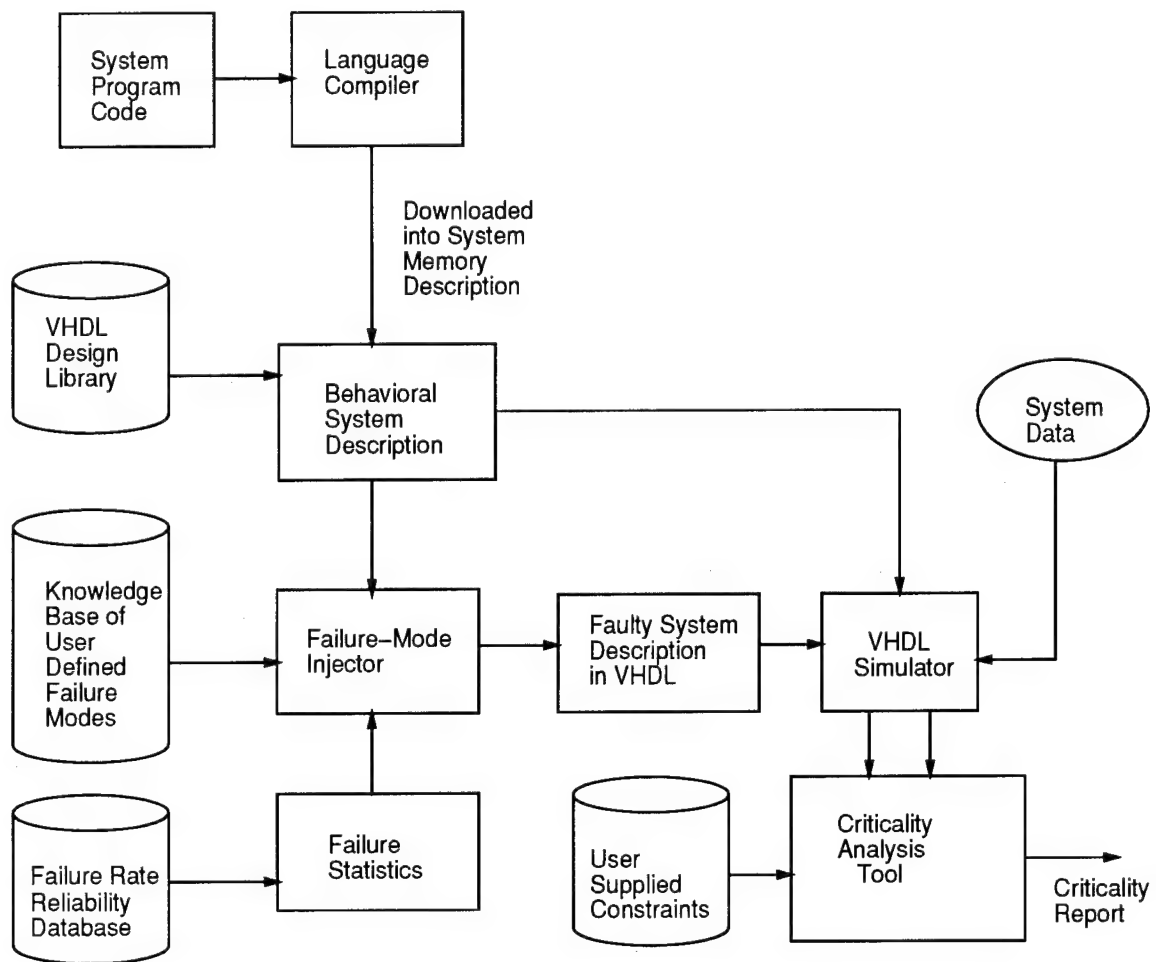 System
Program
Code
Language
Compiler
Downloaded
into System
Memory
Description
VHDL
Design
Library
Behavioral
System
Description
System
Data
Knowledge
Base of
User
Defined
Failure
Modes
Failure-Mode
Injector
Faulty System
Description
in VHDL
VHDL
Simulator
Failure Rate
Reliability
Database
Failure
Statistics
User
Supplied
Constraints
Criticality
Analysis
Tool
Criticality
Report